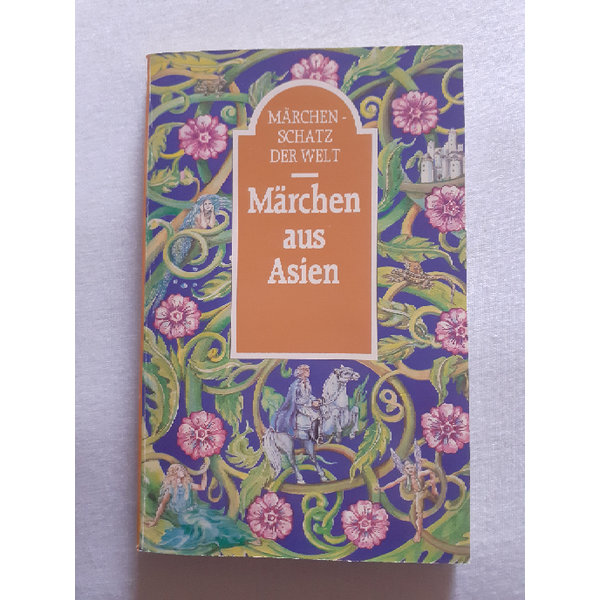 MÄRCHEN-
SCHATZ
DER WELT
Märchen
aus
Asien